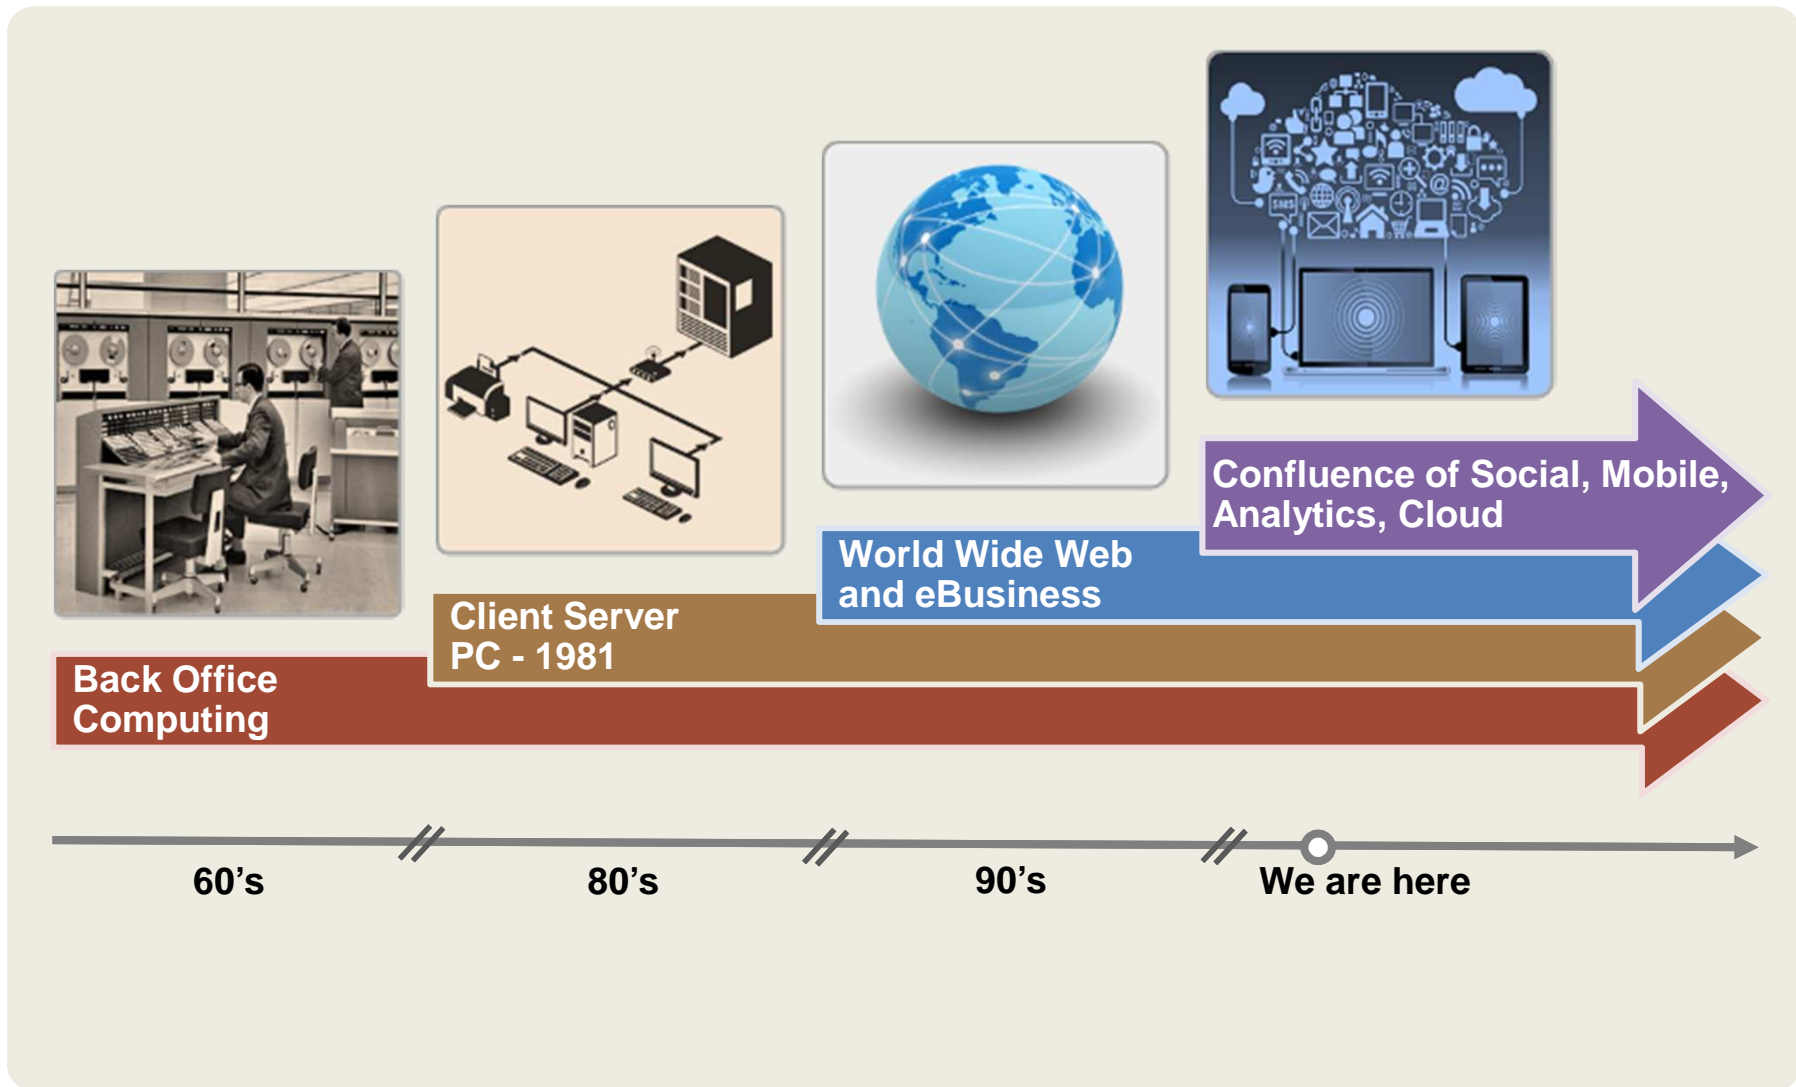 SMS
Confluence of Social, Mobile,
Analytics, Cloud
World Wide Web
and eBusiness
Client Server
PC - 1981
Back Office
Computing
60’s
80’s
90’s
We are here